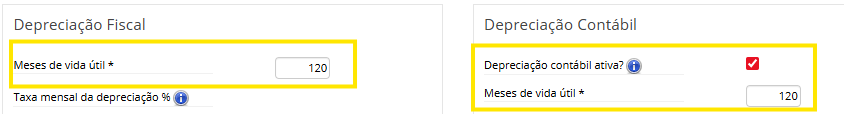 Depreciação Fiscal
Meses de vida útil * 120
Taxa mensal da depreciação %
Depreciação Contábil
Depreciação contábil ativa?
Meses de vida útil * 120